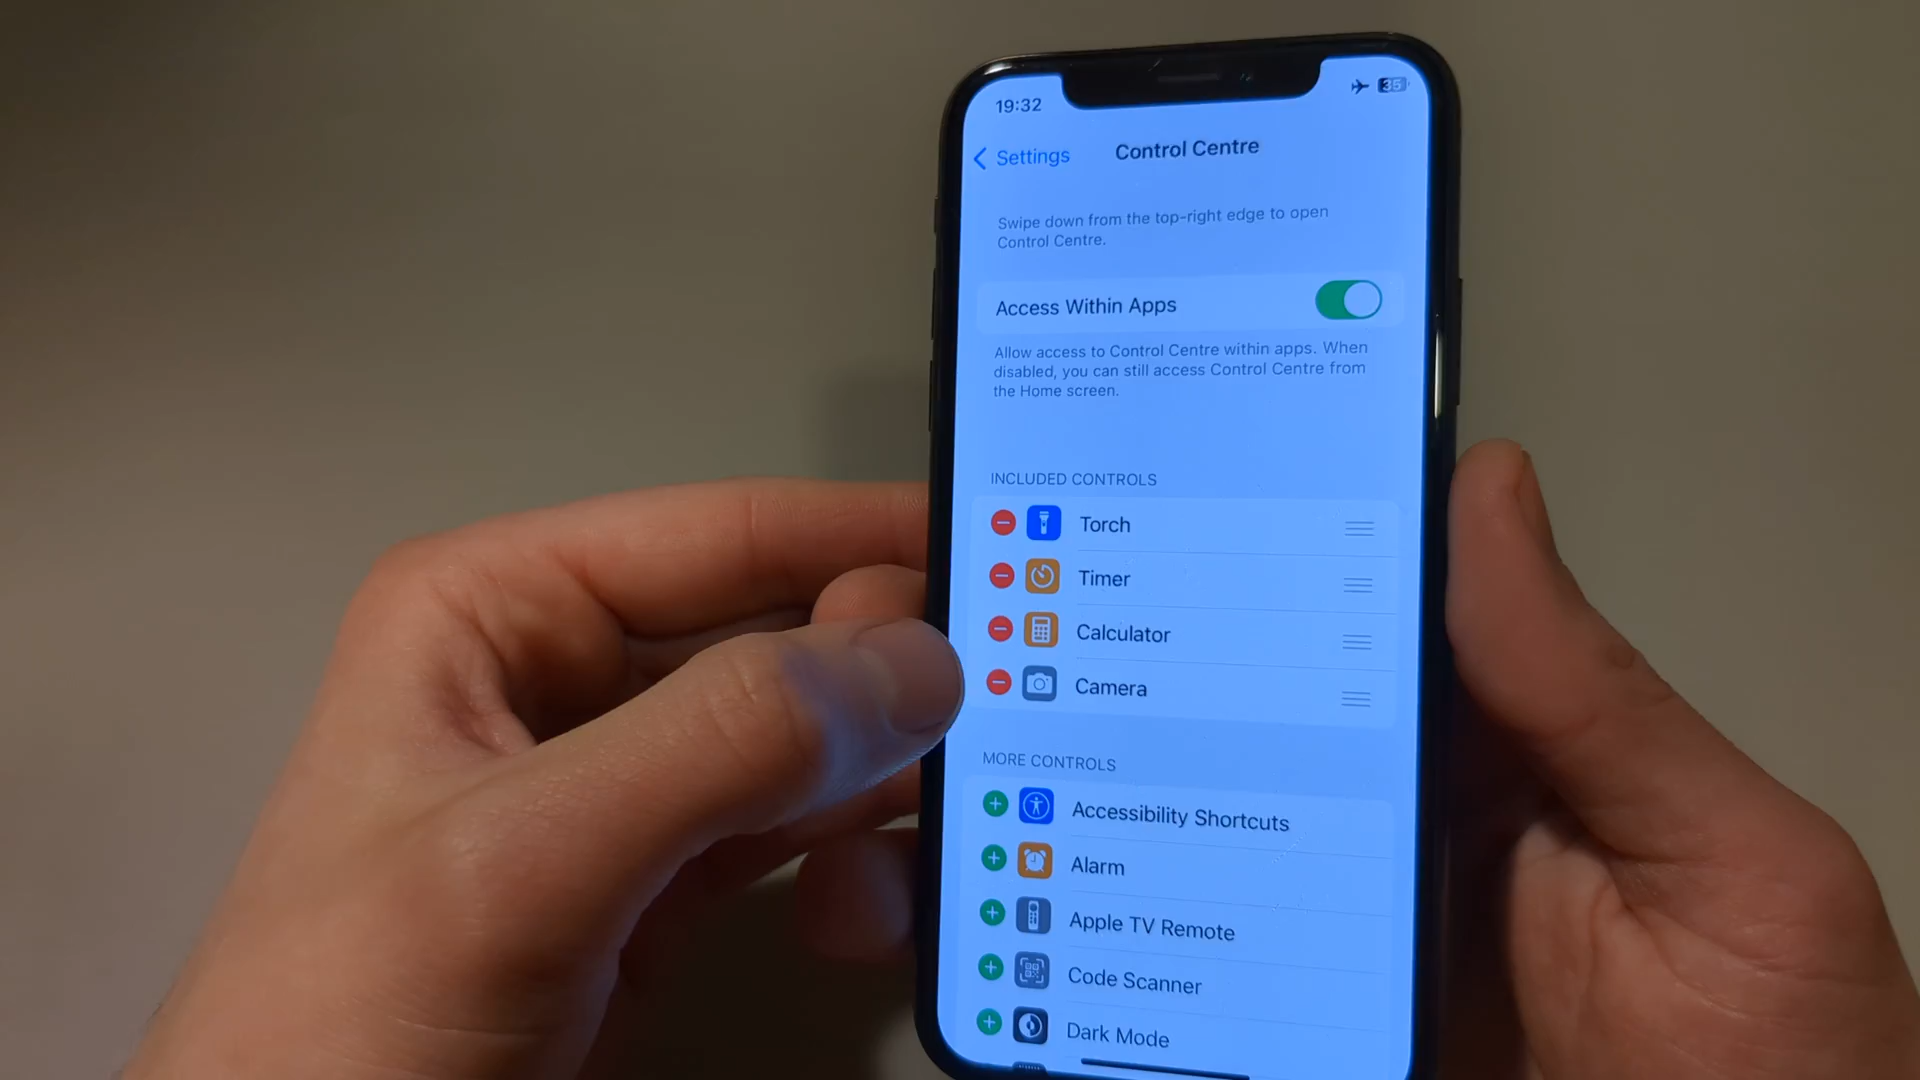 19:32
35
Settings
Control Centre
Swipe down from the top-right edge to open
Control Centre.
Access Within Apps
Allow access to Control Centre within apps. When
disabled, you can still access Control Centre from
the Home screen.
INCLUDED CONTROLS
Torch
Timer
Calculator
Camera
MORE CONTROLS
Accessibility Shortcuts
Alarm
Apple TV Remote
Code Scanner
Dark Mode